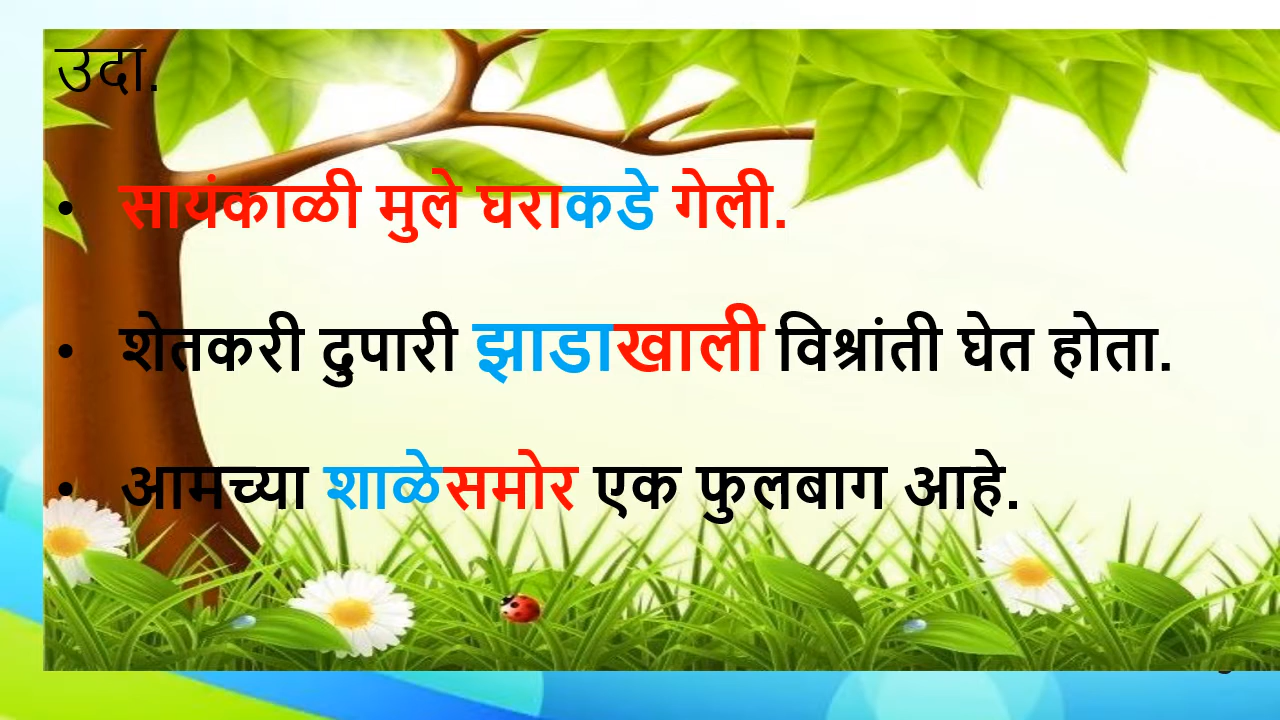 उदा.
• सायंकाळी मुले घराकडे गेली.
• शेतकरी दुपारी झाडाखाली विश्रांती घेत होता.
• आमच्या शाळेसमोर एक फुलबाग आहे.